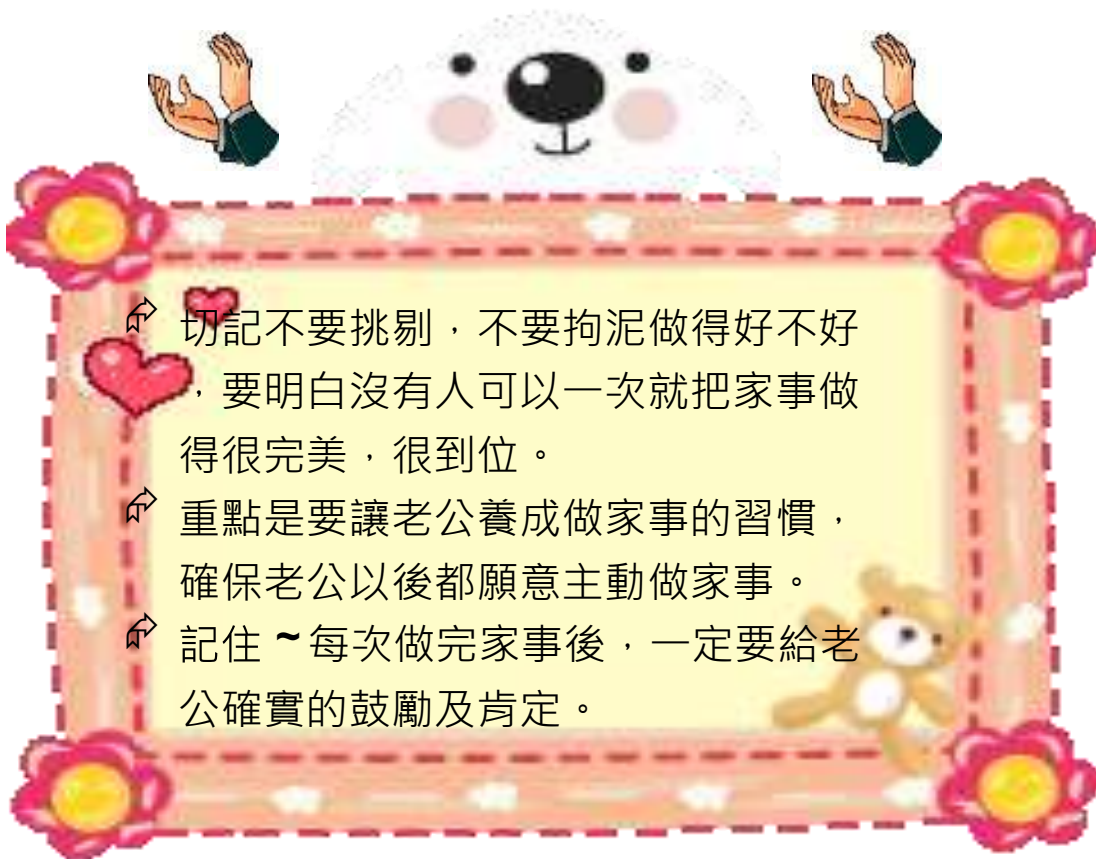 切記不要挑剔，不要拘泥做得好不好
，要明白沒有人可以一次就把家事做
得很完美，很到位。
重點是要讓老公養成做家事的習慣，
確保老公以後都願意主動做家事。
記住~每次做完家事後，一定要給老
公確實的鼓勵及肯定。